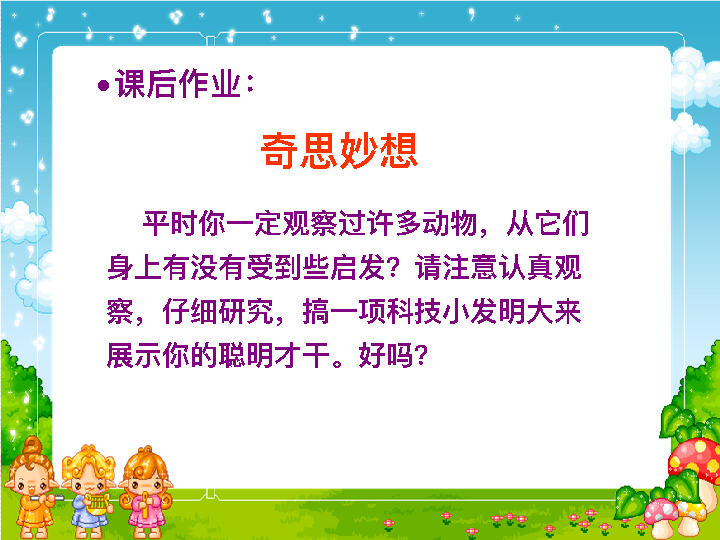 •课后作业：
奇思妙想
平时你一定观察过许多动物，从它们
身上有没有受到些启发？请注意认真观
察，仔细研究，搞一项科技小发明大来
展示你的聪明才干。好吗？